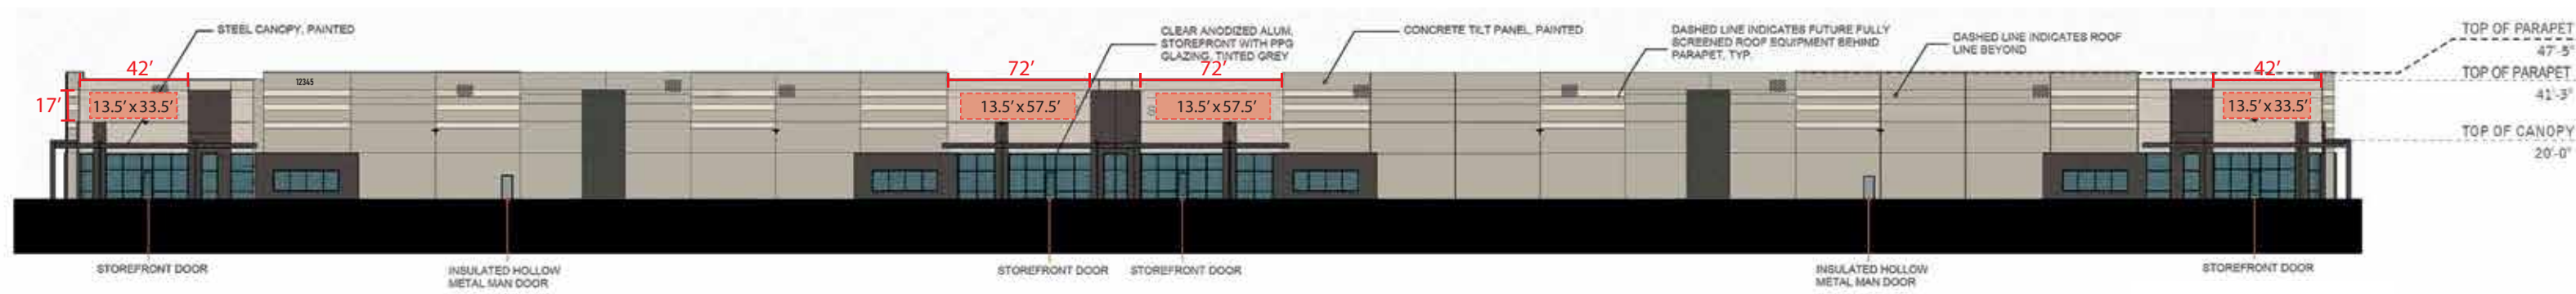 STEEL CANOPY, PAINTED
CLEAR ANODIZED ALUM.
STOREFRONT WITH PPG
GLAZING, TINTED GREY
CONCRETE TILT PANEL, PAINTED
DASHED LINE INDICATES FUTURE FULLY
SCREENED ROOF EQUIPMENT BEHIND
PARAPET, TYP.
DASHED LINE INDICATES ROOF
LINE BEYOND
TOP OF PARAPET
47'-5"
TOP OF PARAPET
41'-3"
TOP OF CANOPY
20'-0"
42'
72'
72'
42'
12345
17'
13.5' x 33.5'
13.5' x 57.5'
13.5' x 57.5'
13.5' x 33.5'
STOREFRONT DOOR
INSULATED HOLLOW
METAL MAN DOOR
STOREFRONT DOOR
STOREFRONT DOOR
INSULATED HOLLOW
METAL MAN DOOR
STOREFRONT DOOR